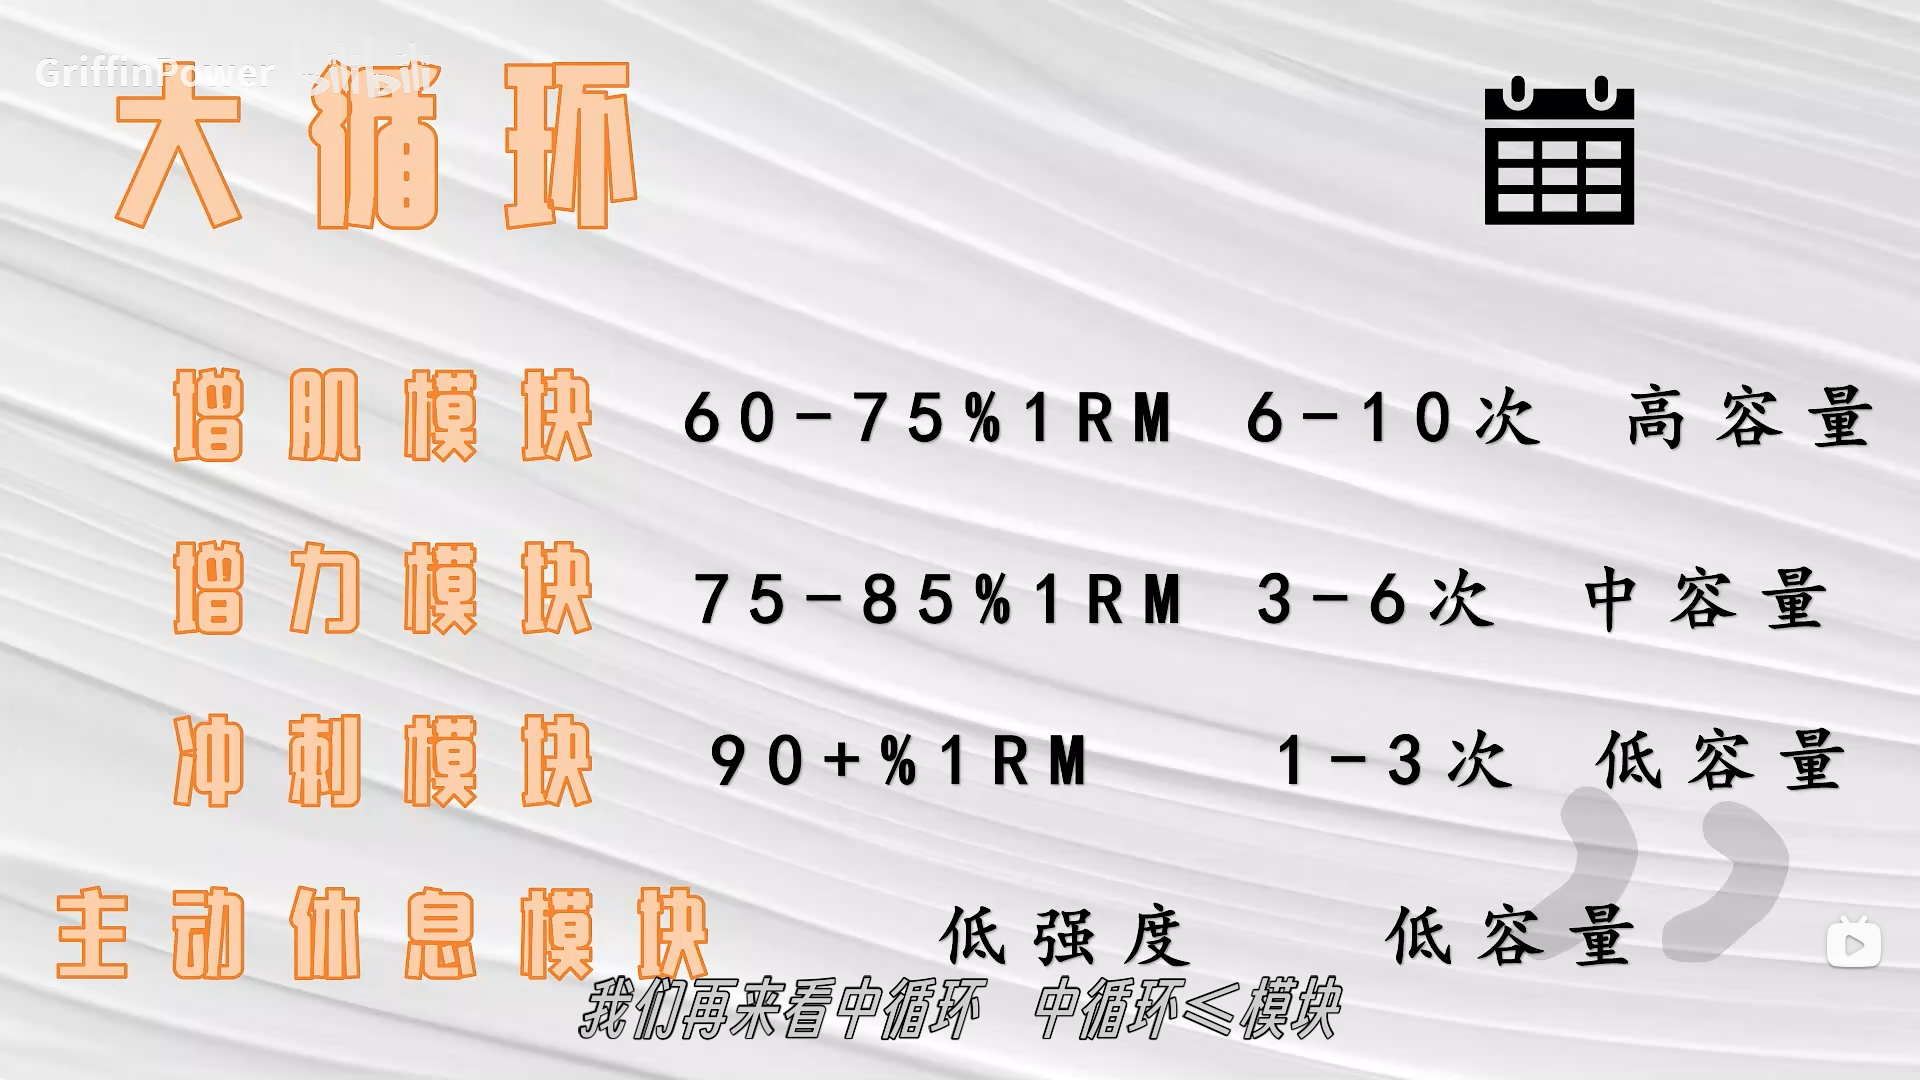 GriffinPower bilibili
大循环
增肌模块 60-75%1RM 6-10次 高容量
增力模块 75-85%1RM 3-6次 中容量
冲刺模块 90+%1RM 1-3次 低容量
主动休息模块 低强度 低容量
我们再来看中循环 中循环≤模块